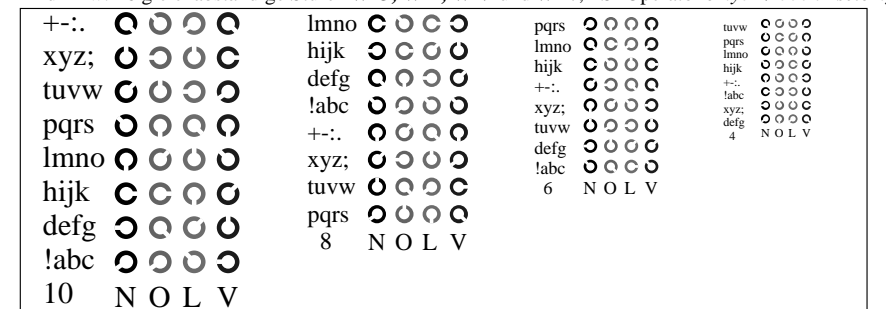 +-:.
xyz;
tuvw
pqrs
lmno
hijk
defg
!abc
10 N O L V
lmno
hijk
defg
!abc
+-:.
xyz;
tuvw
pqrs
8 N O L V
pqrs
lmno
hijk
+-:.
xyz;
tuvw
defg
!abc
6 N O L V
tuvw
pqrs
lmno
hijk
+-:.
!abc
xyz;
defg
4 N O L V